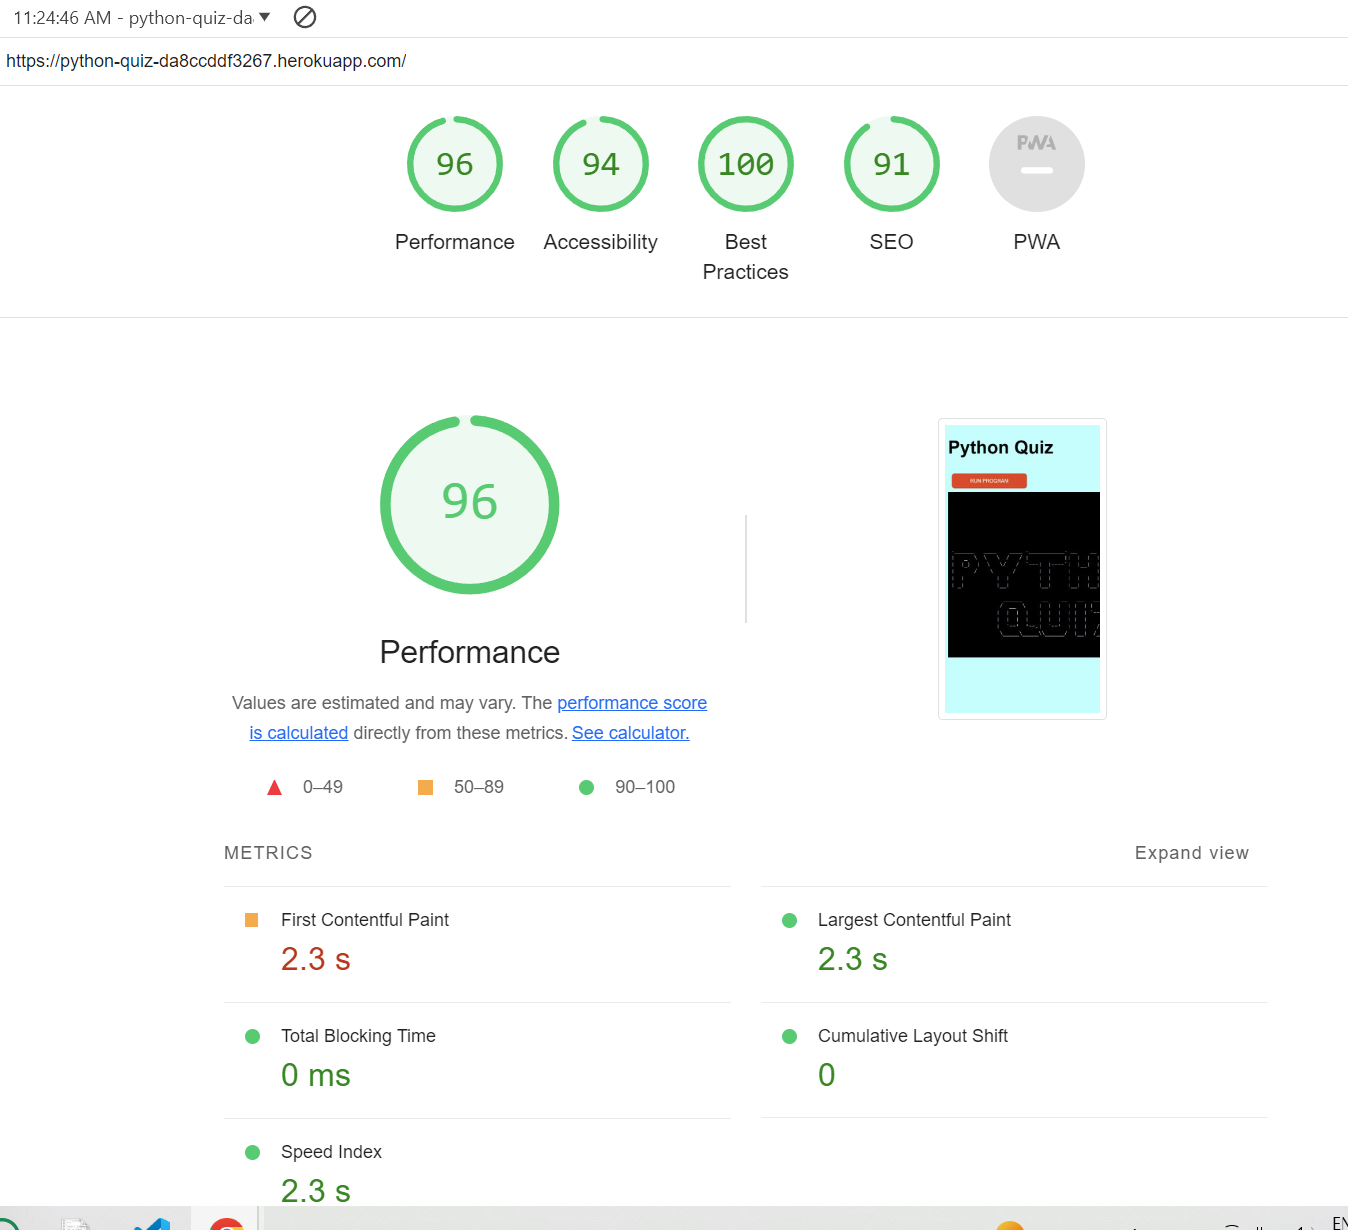 11:24:46 AM - python-quiz-da
https://python-quiz-da8ccddf3267.herokuapp.com/
96
94
100
91
PWA
Performance
Accessibility
Best
Practices
SEO
PWA
96
Python Quiz
RUN PROGRAM
PYTH
QUIZ
Performance
Values are estimated and may vary. The performance score
is calculated directly from these metrics. See calculator.
0–49
50–89
90–100
METRICS
Expand view
First Contentful Paint
2.3 s
Largest Contentful Paint
2.3 s
Total Blocking Time
0 ms
Cumulative Layout Shift
0
Speed Index
2.3 s
EN